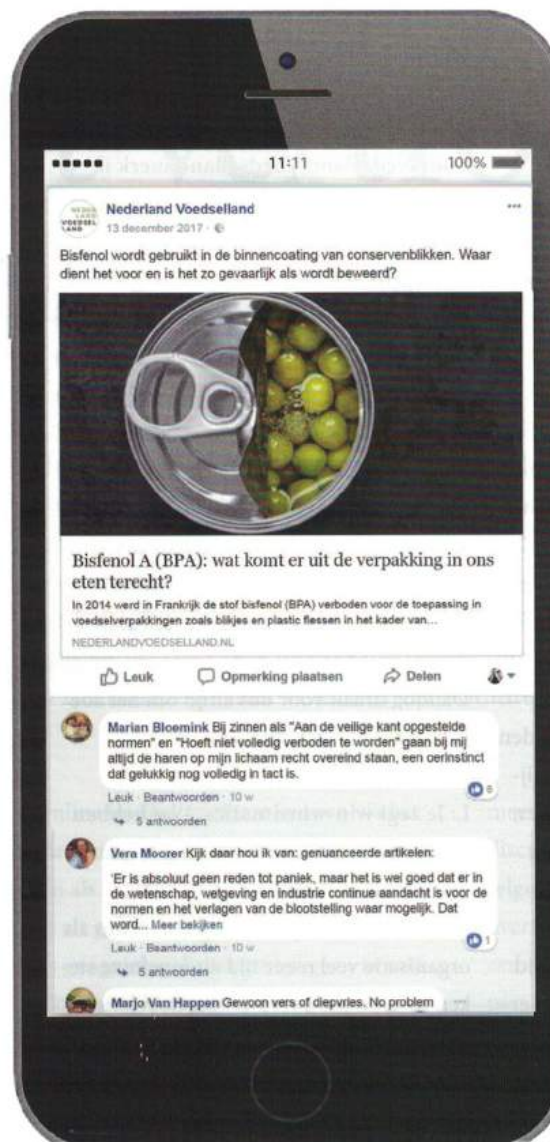 11:11
100%
NEDER
LAND
VOEDSEL
LAND
Nederland Voedselland
13 december 2017 ·
Bisfenol wordt gebruikt in de binnencoating van conservenblikken. Waar
dient het voor en is het zo gevaarlijk als wordt beweerd?
Bisfenol A (BPA): wat komt er uit de verpakking in ons
eten terecht?
In 2014 werd in Frankrijk de stof bisfenol (BPA) verboden voor de toepassing in
voedselverpakkingen zoals blikjes en plastic flessen in het kader van...
NEDERLANDVOEDSELLAND.NL
Leuk Opmerking plaatsen Delen
Marian Bloemink Bij zinnen als "Aan de veilige kant opgestelde
normen" en "Hoeft niet volledig verboden te worden" gaan bij mij
altijd de haren op mijn lichaam recht overeind staan, een oerinstinct
dat gelukkig nog volledig in tact is.
6
Leuk · Beantwoorden · 10 w
5 antwoorden
Vera Moorer Kijk daar hou ik van: genuanceerde artikelen:
'Er is absoluut geen reden tot paniek, maar het is wel goed dat er in
de wetenschap, wetgeving en industrie continue aandacht is voor de
normen en het verlagen van de blootstelling waar mogelijk. Dat
word... Meer bekijken
1
Leuk · Beantwoorden · 10 w
5 antwoorden
Marjo Van Happen Gewoon vers of diepvries. No problem